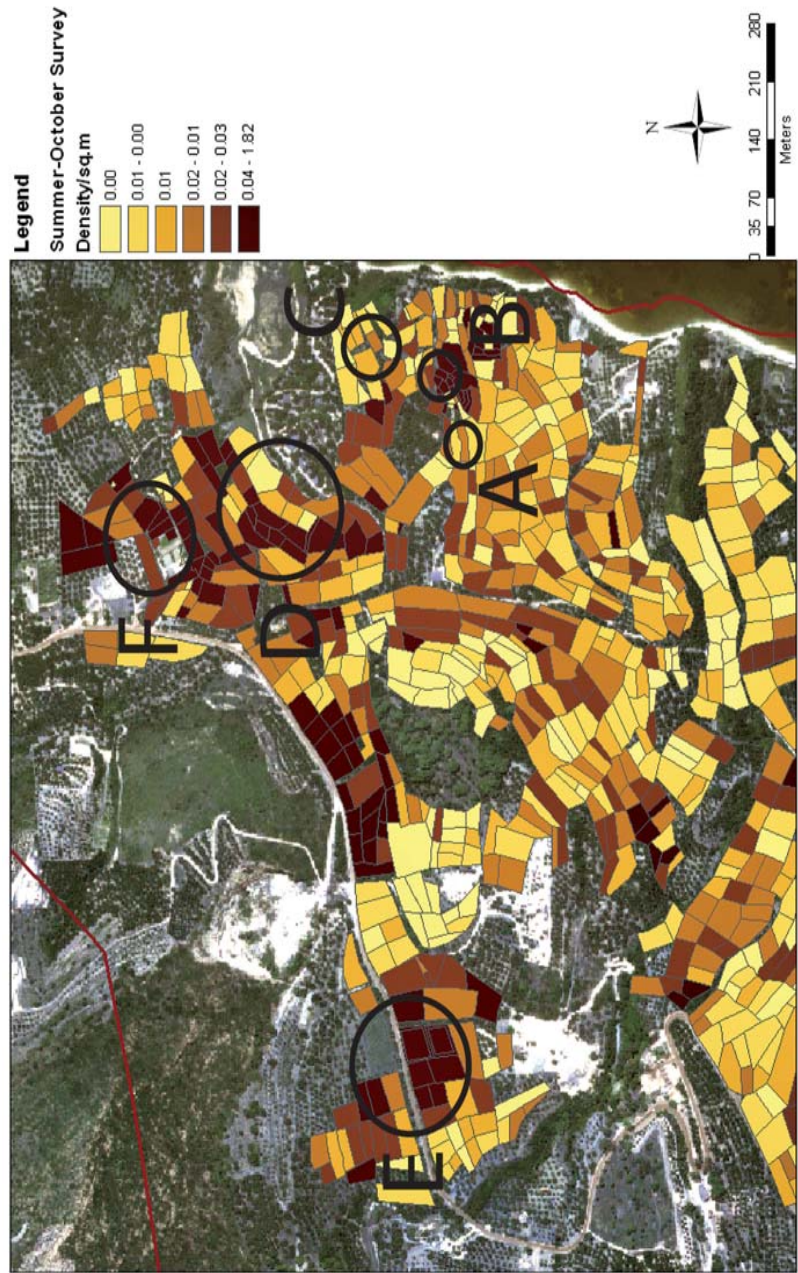 Legend
Summer-October Survey
Density/sq.m
0.00
0.01 - 0.00
0.01
0.02 - 0.01
0.02 - 0.03
0.04 - 1.82
N
0 35 70 140 210 280
Meters
F
D
C
B
A
E